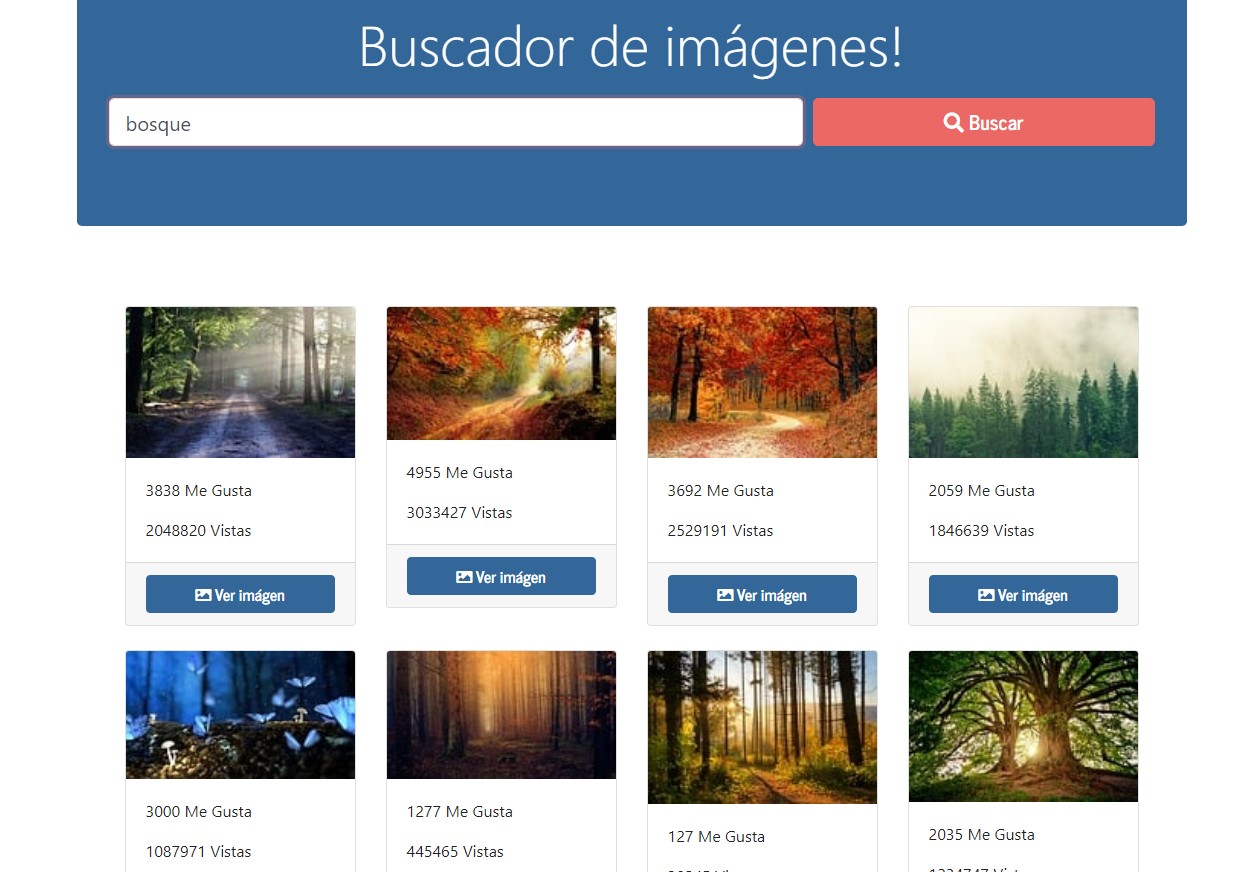 Buscador de imágenes!
bosque
Buscar
3838 Me Gusta
2048820 Vistas
Ver imágen
4955 Me Gusta
3033427 Vistas
Ver imágen
3692 Me Gusta
2529191 Vistas
Ver imágen
2059 Me Gusta
1846639 Vistas
Ver imágen
3000 Me Gusta
1087971 Vistas
1277 Me Gusta
445465 Vistas
127 Me Gusta
2035 Me Gusta